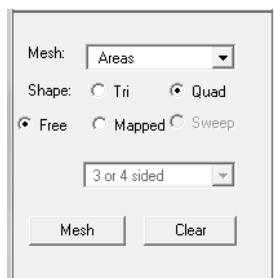 Mesh: Areas
Shape: Tri Quad
Free Mapped Sweep
3 or 4 sided
Mesh Clear